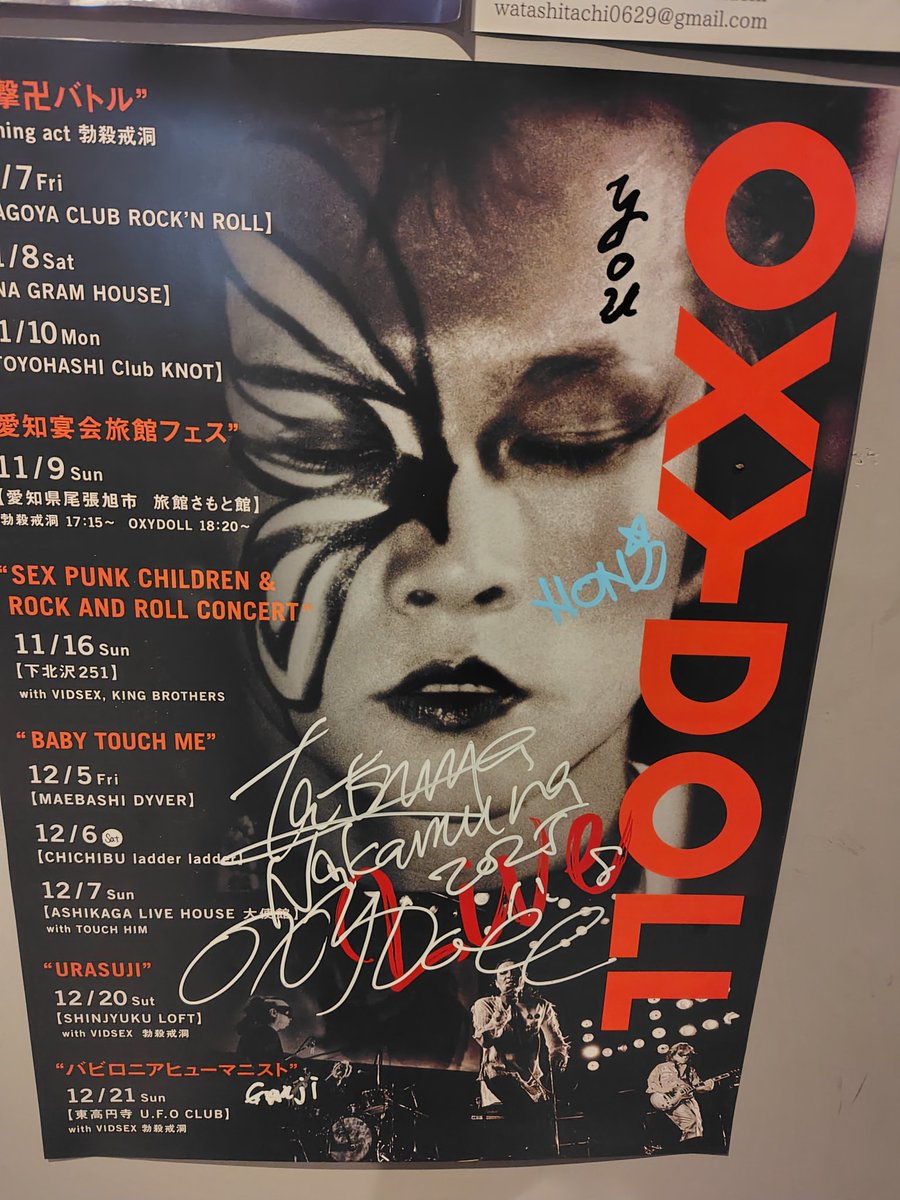 watashitachi0629@gmail.com
撃卍バトル”
ning act 勃殺戒洞
/7 Fri
AGOYA CLUB ROCK'N ROLL】
1/8 Sat
NA GRAM HOUSE】
1/10 Mon
TOYOHASHI Club KNOT】
愛知宴会旅館フェス”
11/9 Sun
【愛知県尾張旭市 旅館さもと館】
勃殺戒洞 17:15〜 OXYDOLL 18:20〜
“SEX PUNK CHILDREN &
ROCK AND ROLL CONCERT”
11/16 Sun
【下北沢251】
with VIDSEX, KING BROTHERS
“BABY TOUCH ME”
12/5 Fri
【MAEBASHI DYVER】
12/6 Sat
【CHICHIBU ladder ladder】
12/7 Sun
【ASHIKAGA LIVE HOUSE 大使館】
with TOUCH HIM
“URASUJI”
12/20 Sut
【SHINJYUKU LOFT】
with VIDSEX 勃殺戒洞
“バビロニアヒューマニスト”
12/21 Sun
【東高円寺 U.F.O CLUB】
with VIDSEX 勃殺戒洞
OXY-DOLL
you
Takuma
Nakamura
2025
OXYDOLL